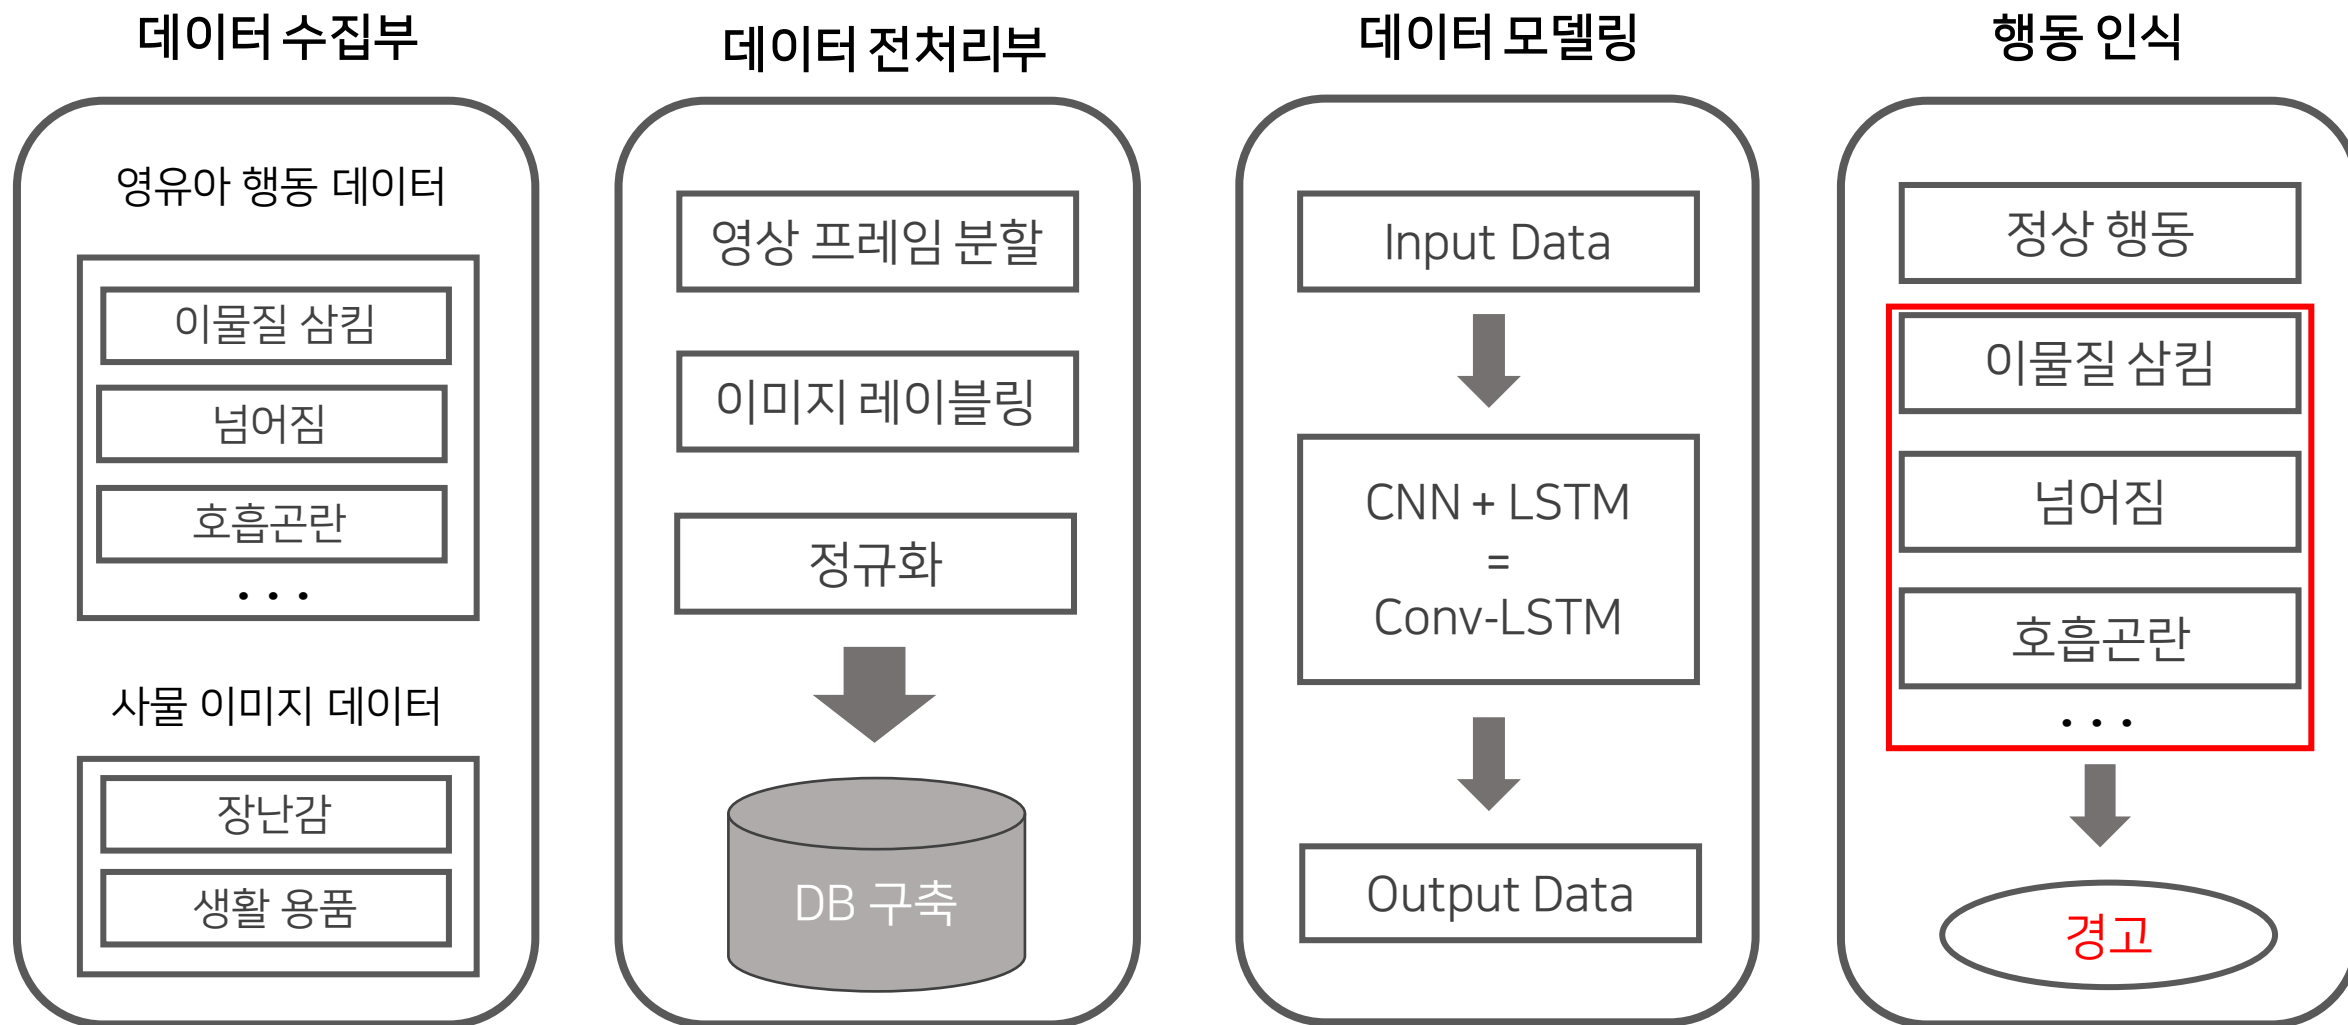 데이터 수집부
영유아 행동 데이터
이물질 삼킴
넘어짐
호흡곤란
...
사물 이미지 데이터
장난감
생활 용품
데이터 전처리부
영상 프레임 분할
이미지 레이블링
정규화
DB 구축
데이터 모델링
Input Data
CNN + LSTM
=
Conv-LSTM
Output Data
행동 인식
정상 행동
이물질 삼킴
넘어짐
호흡곤란
...
경고